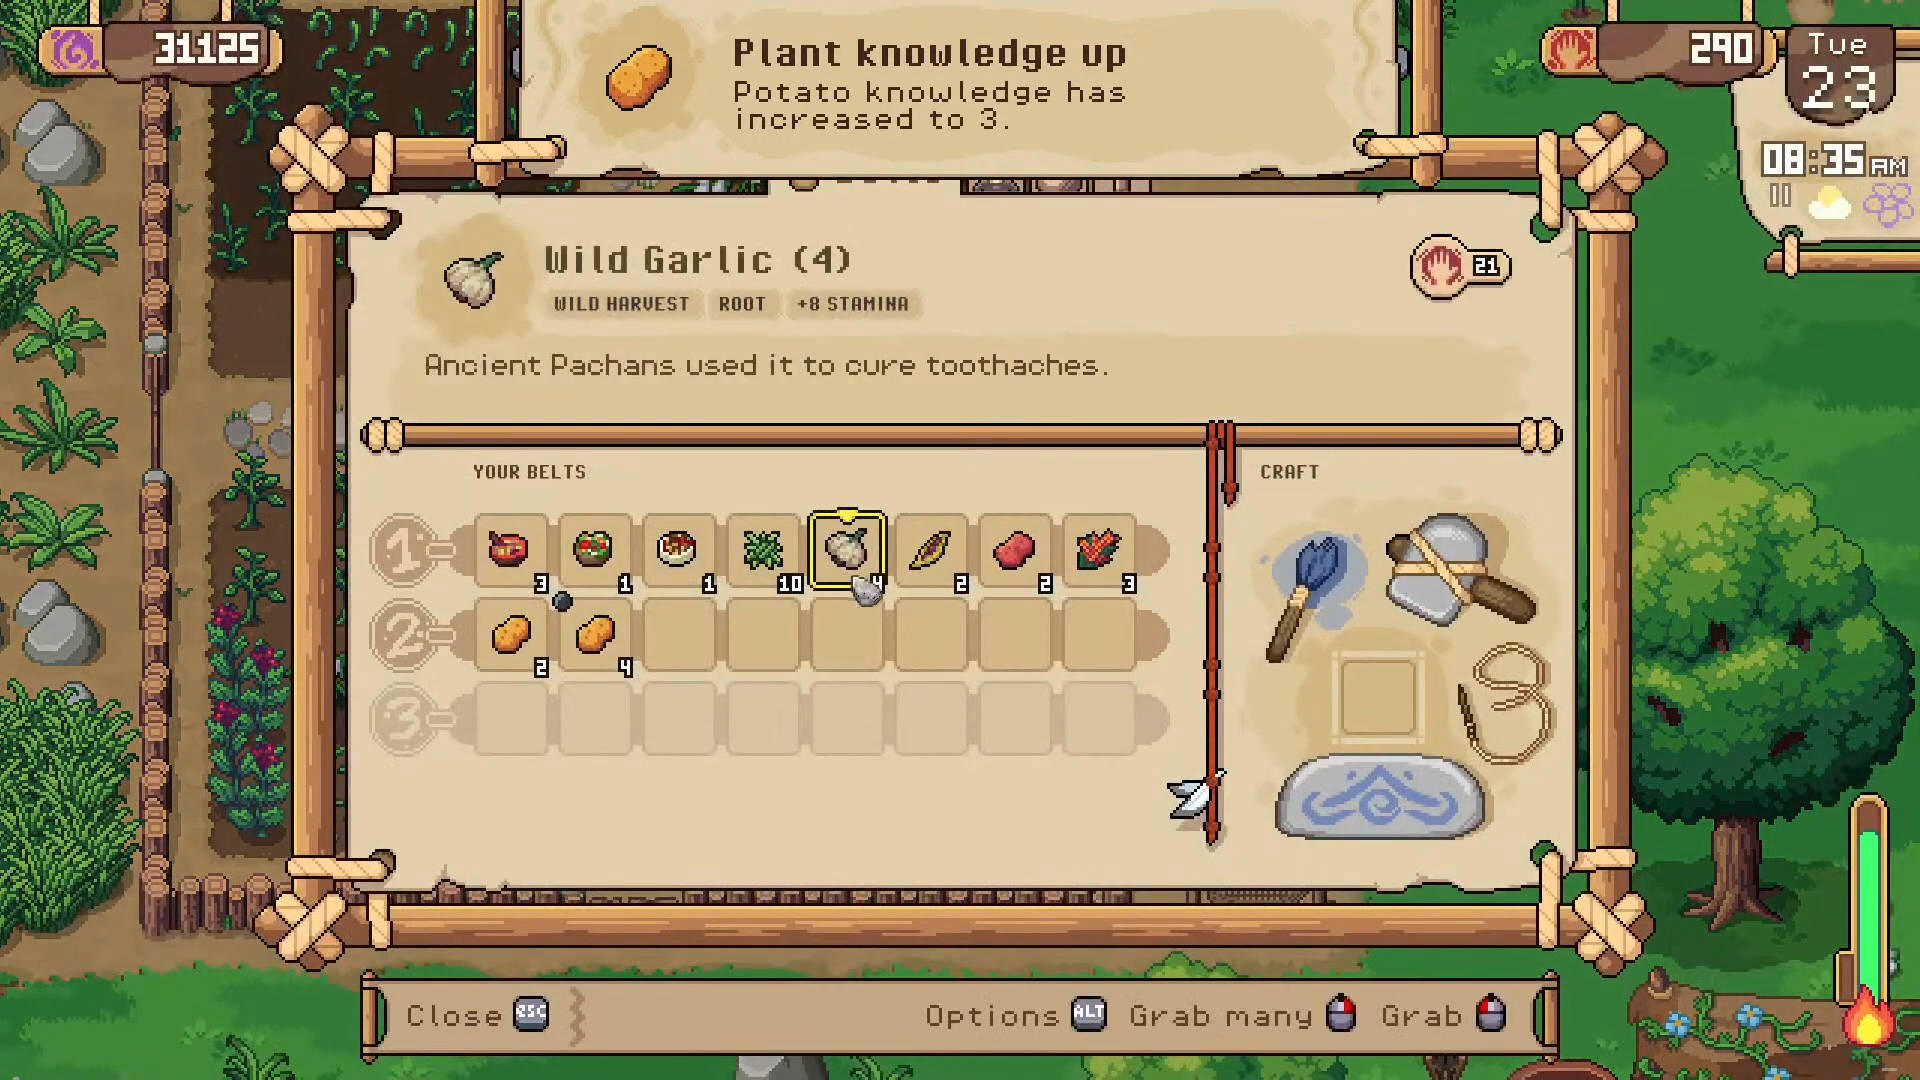 31125
Plant knowledge up
Potato knowledge has
increased to 3.
290
Tue
23
08:35 AM
Wild Garlic (4)
21
WILD HARVEST ROOT +8 STAMINA
Ancient Pachans used it to cure toothaches.
YOUR BELTS
CRAFT
1
3 1 1 10 4 2 2 3
2
2 4
3
Close ESC
Options ALT Grab many Grab